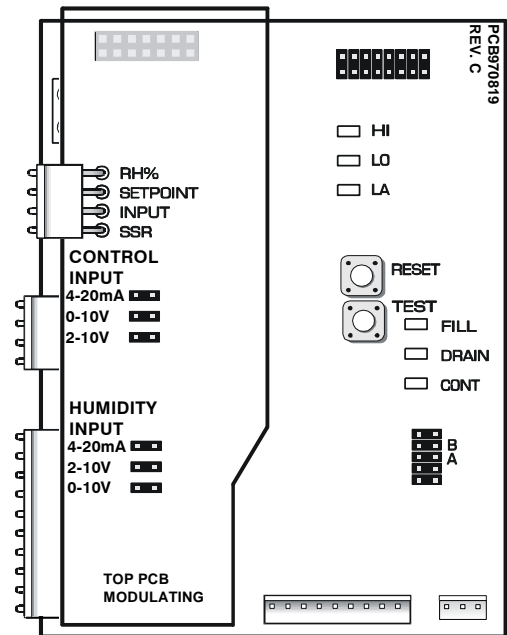 PCB970819
REV. C
HI
LO
LA
RH%
SETPOINT
INPUT
SSR
CONTROL
INPUT
4-20mA
0-10V
2-10V
RESET
TEST
FILL
DRAIN
CONT
HUMIDITY
INPUT
4-20mA
2-10V
0-10V
B
A
TOP PCB
MODULATING